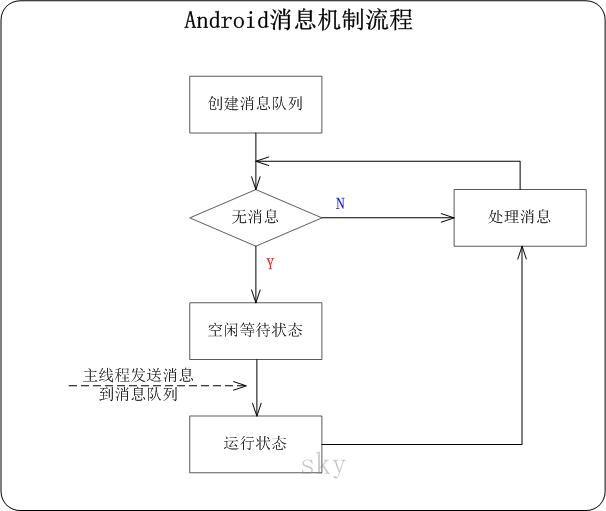 Android消息机制流程
创建消息队列
无消息
N
处理消息
Y
空闲等待状态
主线程发送消息
到消息队列
运行状态
sky